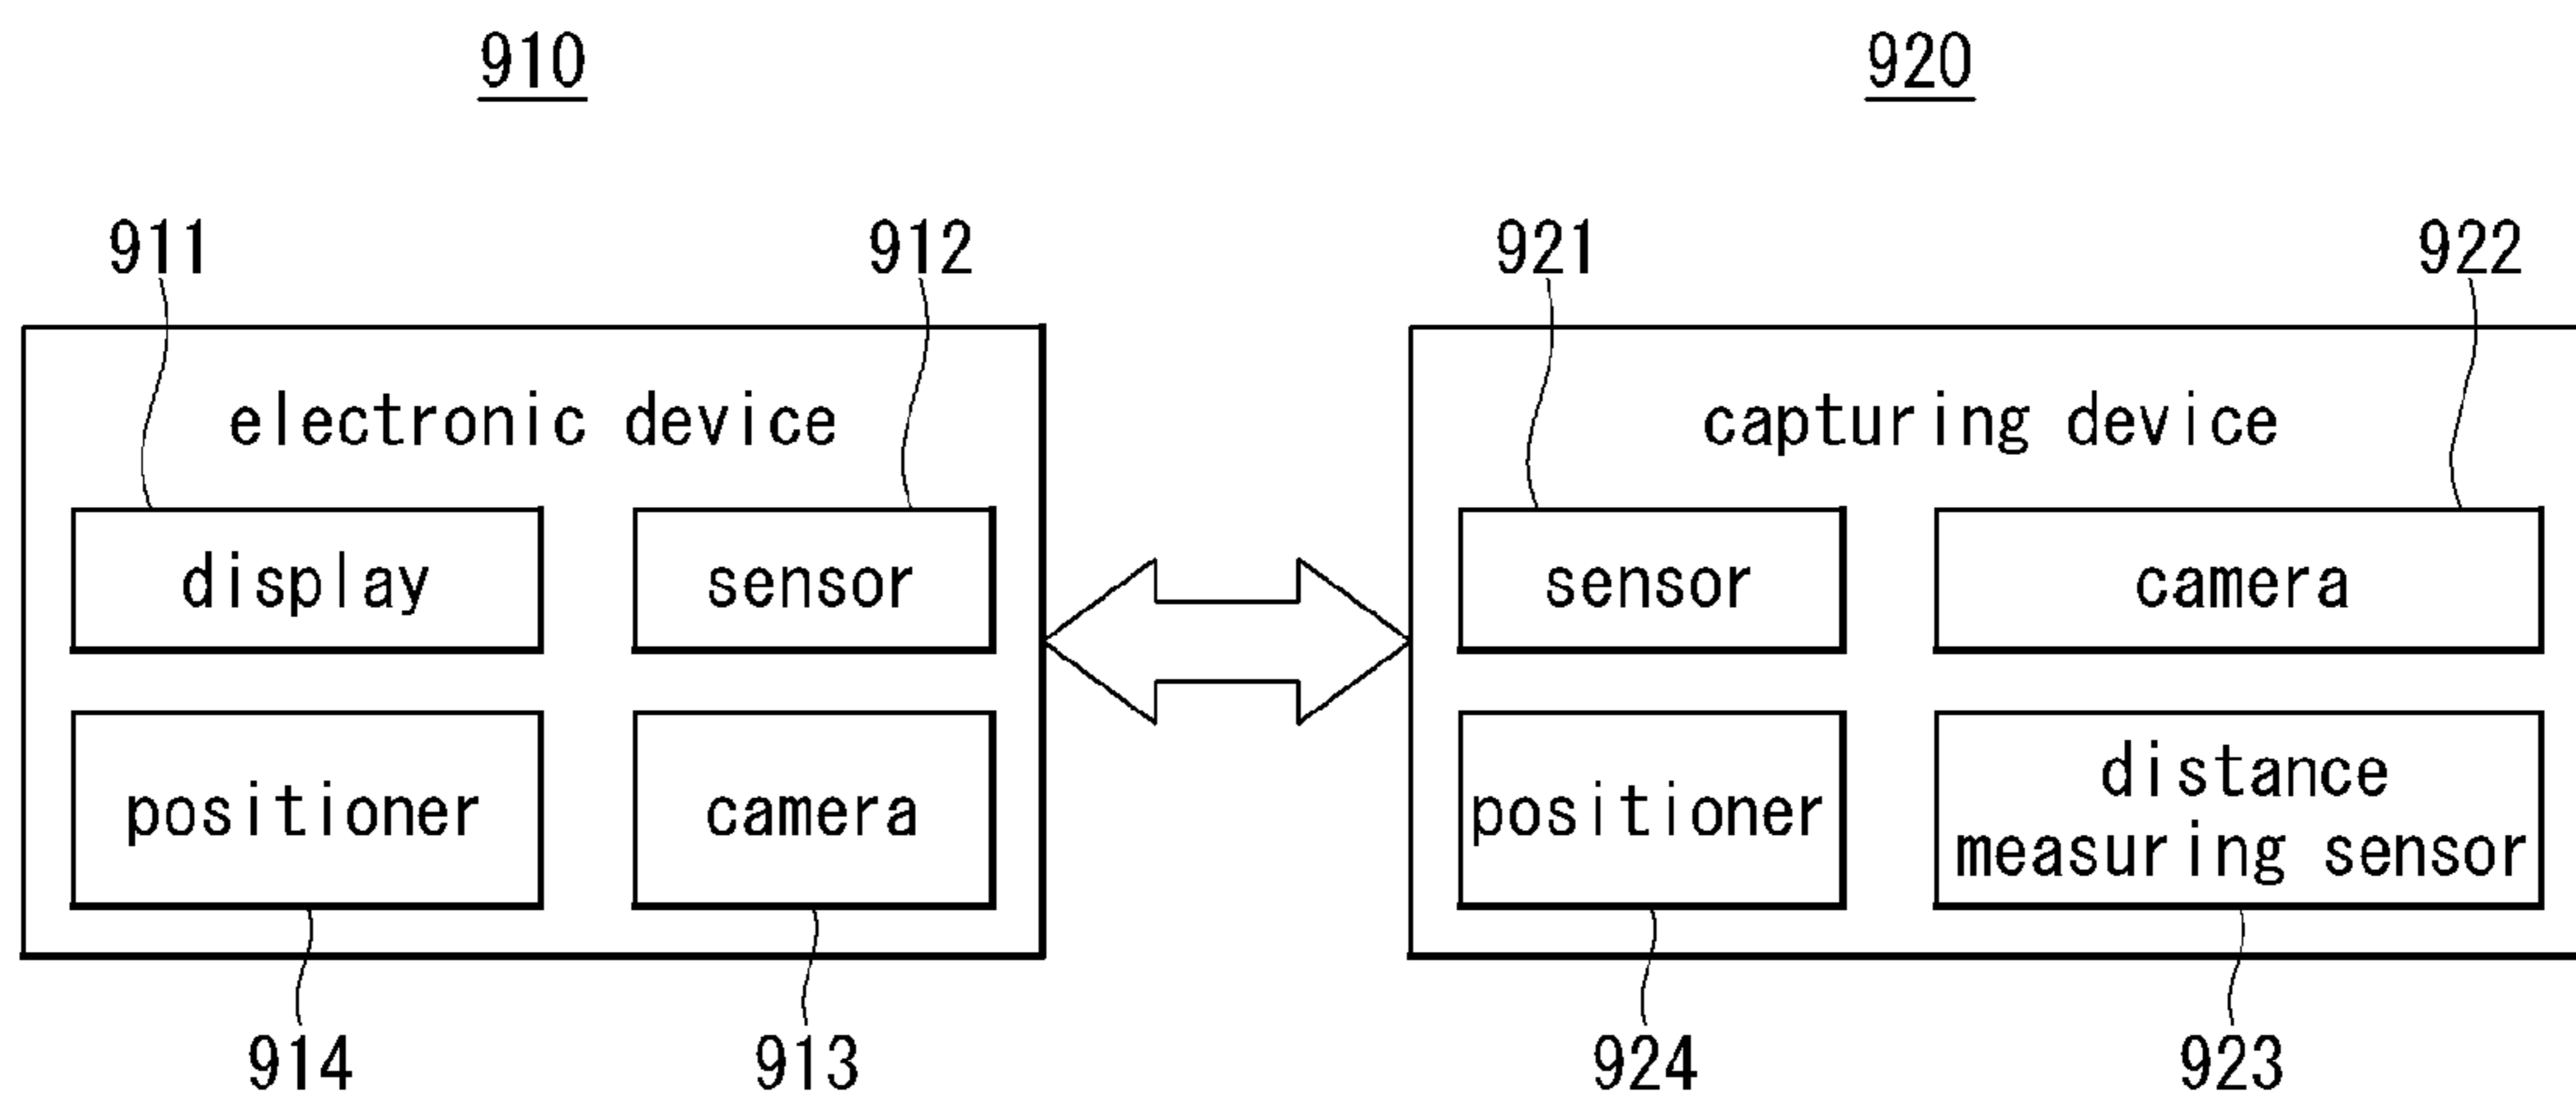 910
920
911
912
921
922
electronic device
capturing device
display
sensor
sensor
camera
positioner
camera
positioner
distance
measuring sensor
914
913
924
923